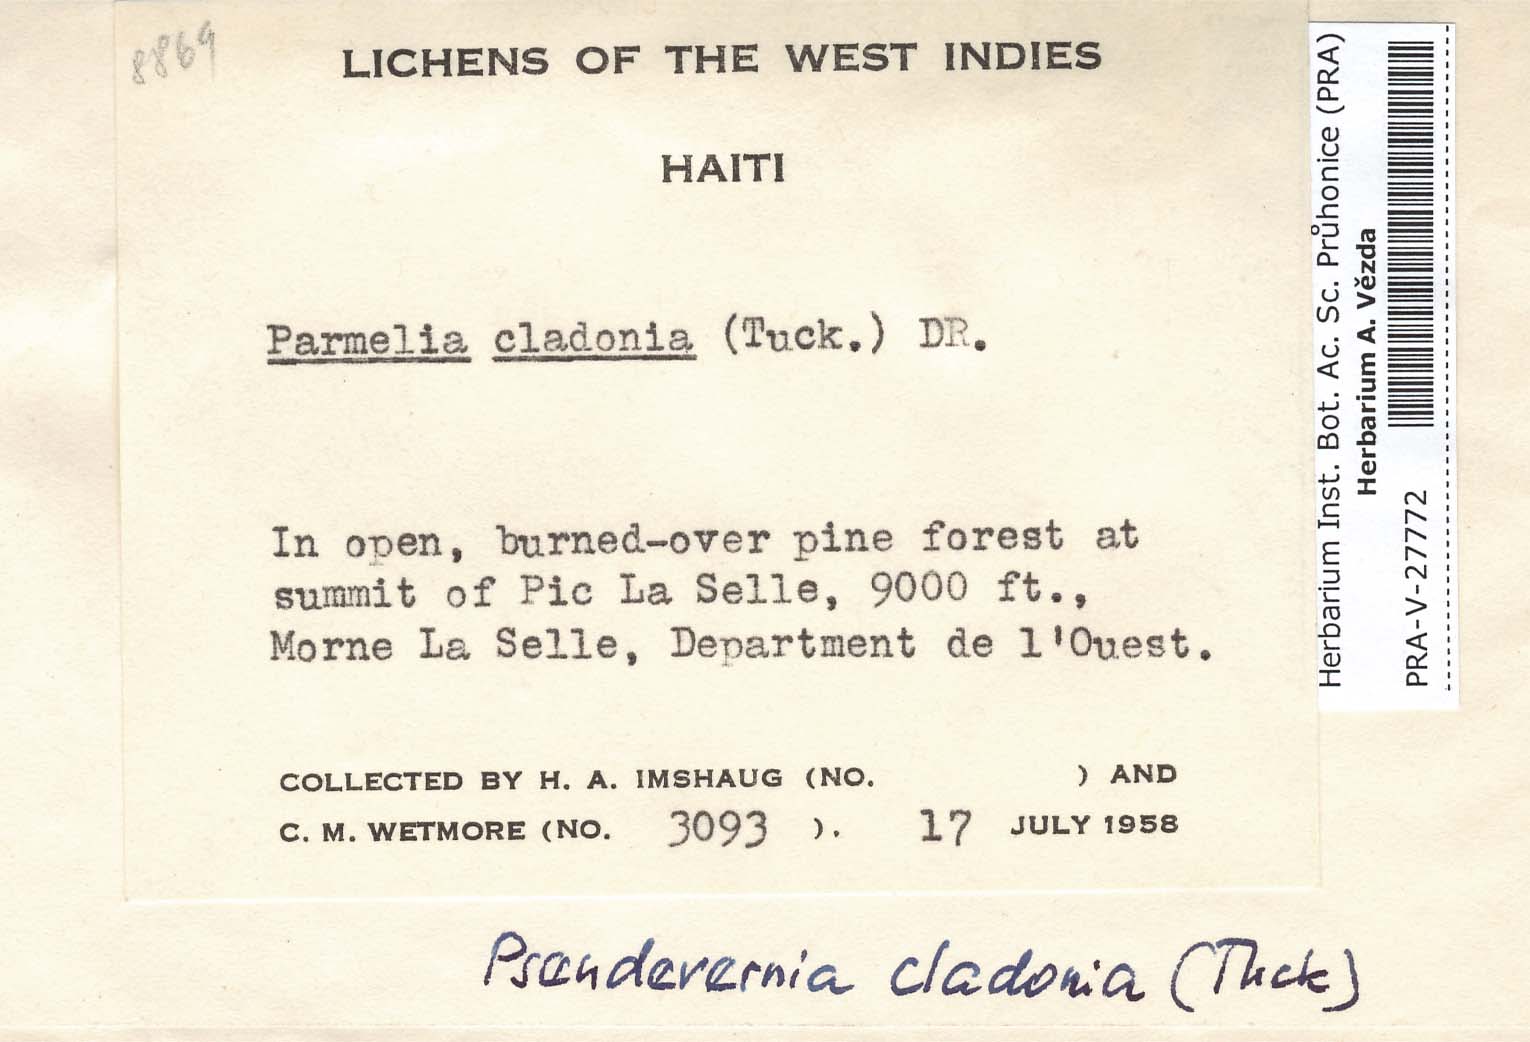 8869
LICHENS OF THE WEST INDIES
HAITI
Parmelia cladonia (Tuck.) DR.
In open, burned-over pine forest at
summit of Pic La Selle, 9000 ft.,
Morne La Selle, Department de l'Ouest.
COLLECTED BY H. A. IMSHAUG (NO. ) AND
C. M. WETMORE (NO. 3093 ). 17 JULY 1958
Pseudevernia cladonia (Tuck)
Herbarium Inst. Bot. Ac. Sc. Průhonice (PRA)
Herbarium A. Vězda
PRA-V-27772